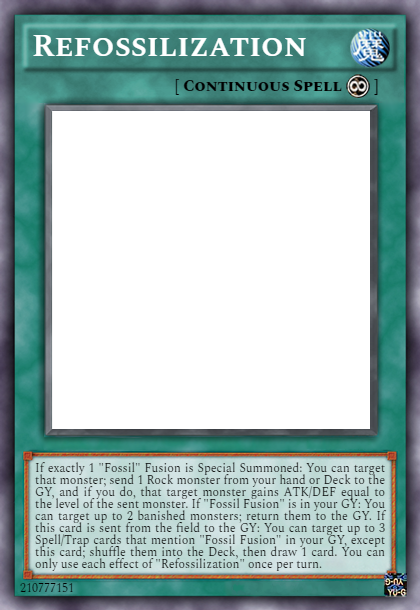 Refossilization
[ Continuous Spell ]
If exactly 1 "Fossil" Fusion is Special Summoned: You can target
that monster; send 1 Rock monster from your hand or Deck to the
GY, and if you do, that target monster gains ATK/DEF equal to
the level of the sent monster. If "Fossil Fusion" is in your GY: You
can target up to 2 banished monsters; return them to the GY. If
this card is sent from the field to the GY: You can target up to 3
Spell/Trap cards that mention "Fossil Fusion" in your GY, except
this card; shuffle them into the Deck, then draw 1 card. You can
only use each effect of "Refossilization" once per turn.
210777151